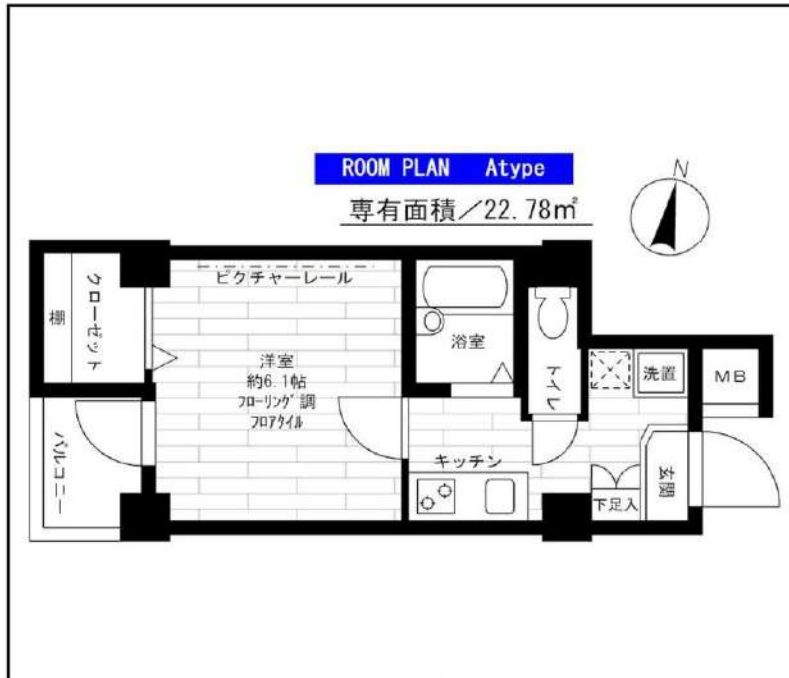 ROOM PLAN Atype
専有面積／22.78㎡
N
ピクチャーレール
クローゼット
棚
洋室
約6.1帖
フローリング調
フロアタイル
浴室
トイレ
洗置
MB
バルコニー
キッチン
下足入
玄関